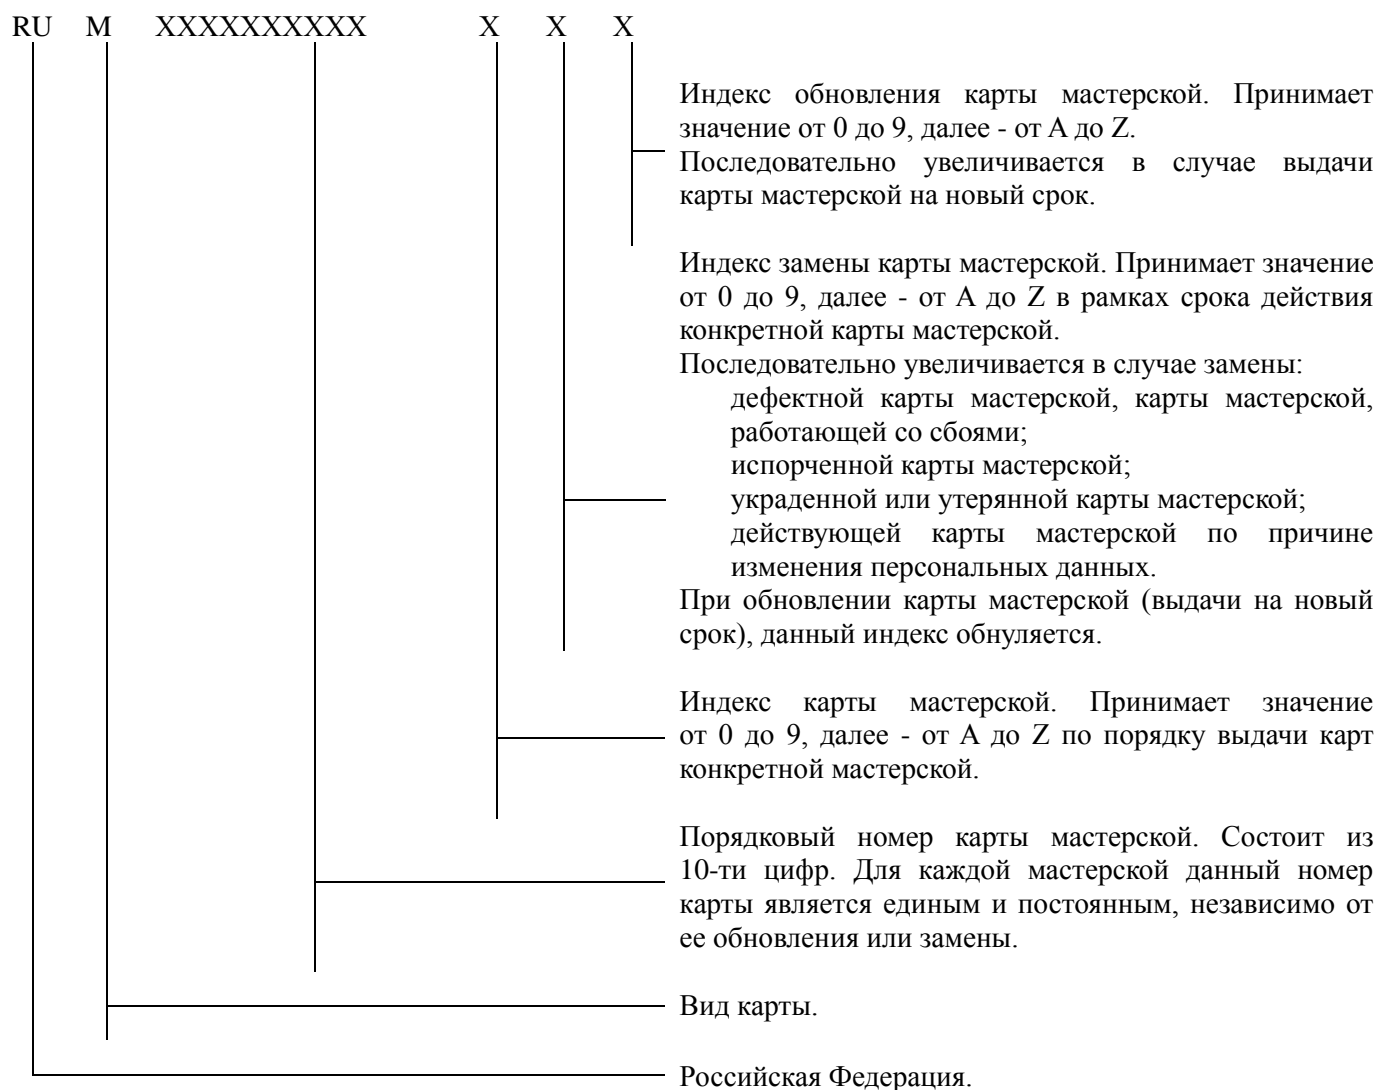 RU M XXXXXXXXXX X X X
Индекс обновления карты мастерской. Принимает
значение от 0 до 9, далее - от A до Z.
Последовательно увеличивается в случае выдачи
карты мастерской на новый срок.
Индекс замены карты мастерской. Принимает значение
от 0 до 9, далее - от A до Z в рамках срока действия
конкретной карты мастерской.
Последовательно увеличивается в случае замены:
дефектной карты мастерской, карты мастерской,
работающей со сбоями;
испорченной карты мастерской;
украденной или утерянной карты мастерской;
действующей карты мастерской по причине
изменения персональных данных.
При обновлении карты мастерской (выдачи на новый
срок), данный индекс обнуляется.
Индекс карты мастерской. Принимает значение
от 0 до 9, далее - от A до Z по порядку выдачи карт
конкретной мастерской.
Порядковый номер карты мастерской. Состоит из
10-ти цифр. Для каждой мастерской данный номер
карты является единым и постоянным, независимо от
ее обновления или замены.
Вид карты.
Российская Федерация.